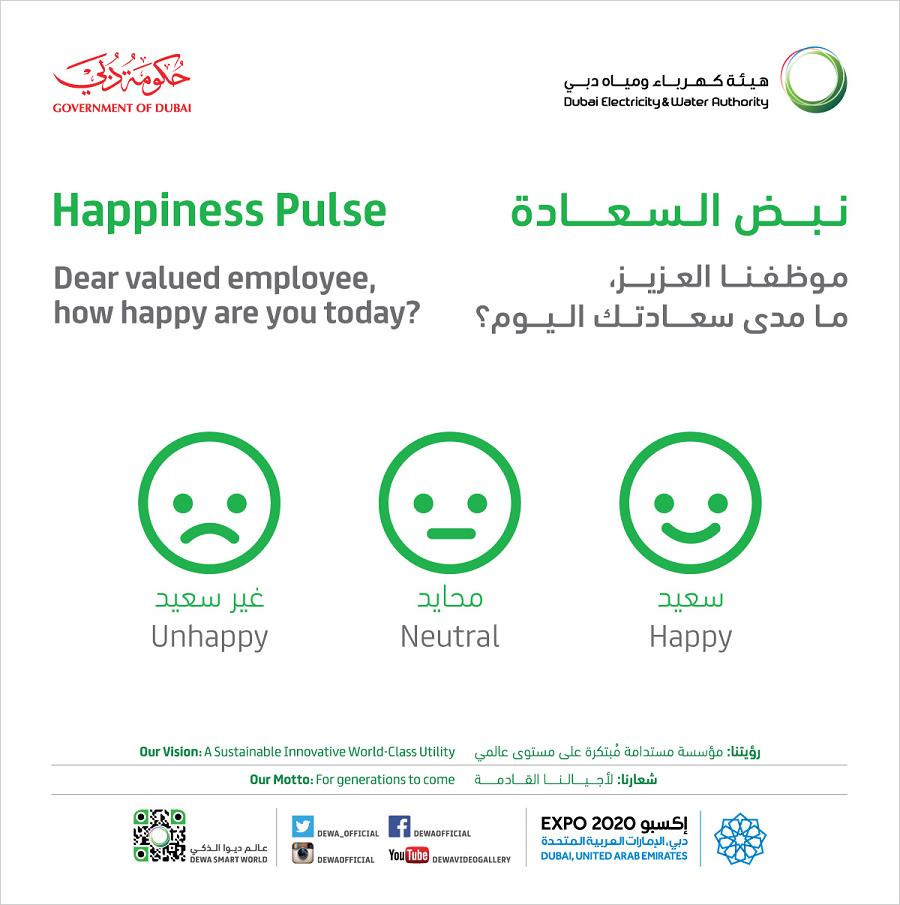 حكومة دبي
GOVERNMENT OF DUBAI
هيئة كهرباء ومياه دبي
Dubai Electricity & Water Authority
Happiness Pulse
نبض السعادة
Dear valued employee,
how happy are you today?
موظفنا العزيز،
ما مدى سعادتك اليوم؟
غير سعيد
Unhappy
محايد
Neutral
سعيد
Happy
Our Vision: A Sustainable Innovative World-Class Utility
رؤيتنا: مؤسسة مستدامة مُبتكرة على مستوى عالمي
Our Motto: For generations to come
شعارنا: لأجيالنا القادمة
عالم ديوا الذكي
DEWA SMART WORLD
DEWA_OFFICIAL
DEWAOFFICIAL
DEWAOFFICIAL
YouTube DEWAVIDEOGALLERY
EXPO 2020 إكسبو
دبي، الإمارات العربية المتحدة
DUBAI, UNITED ARAB EMIRATES